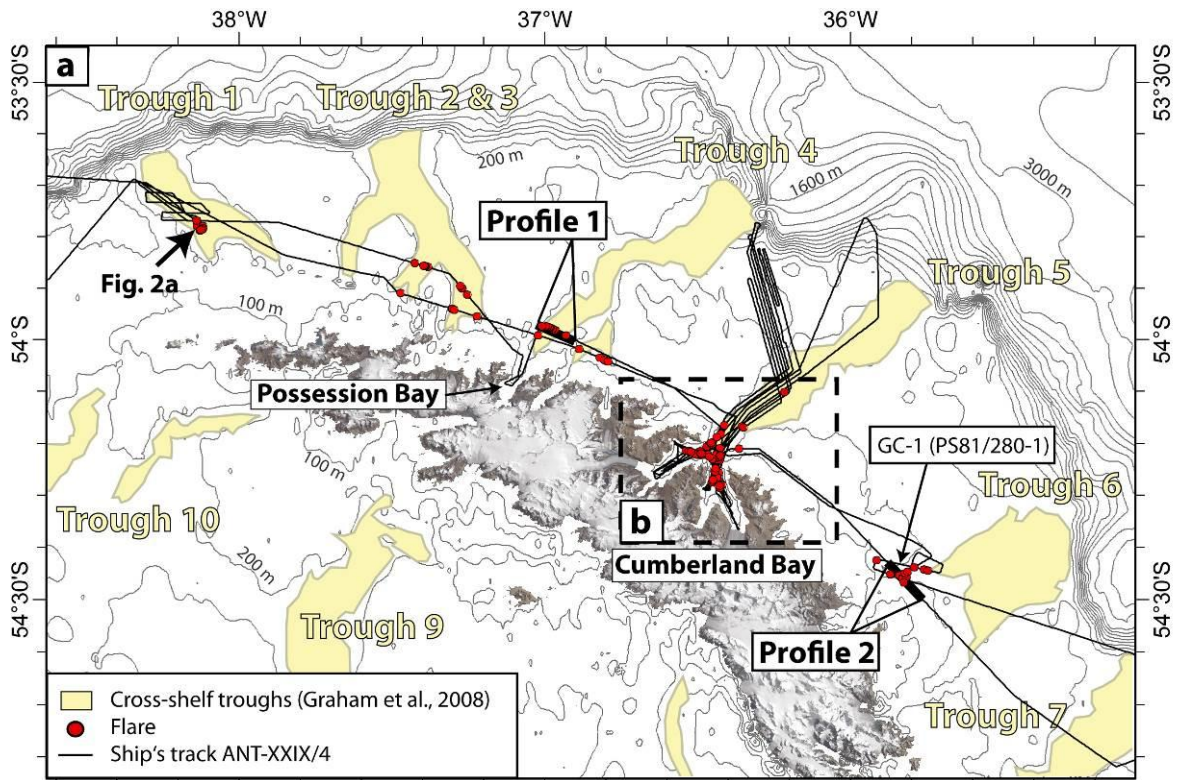 38°W
37°W
36°W
a
53°30'S
53°30'S
Trough 1
Trough 2 & 3
Trough 4
200 m
1600 m
3000 m
Profile 1
Trough 5
Fig. 2a
100 m
54°S
54°S
Possession Bay
GC-1 (PS81/280-1)
100 m
Trough 6
Trough 10
b
200 m
Cumberland Bay
54°30'S
54°30'S
Trough 9
Profile 2
Trough 7
Cross-shelf troughs (Graham et al., 2008)
Flare
Ship's track ANT-XXIX/4